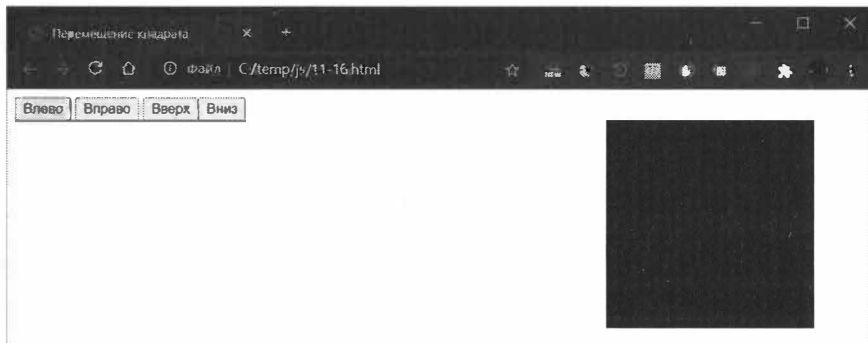 Перемещение квадрата
Файл C:/temp/js/11-16.html
Влево Вправо Вверх Вниз